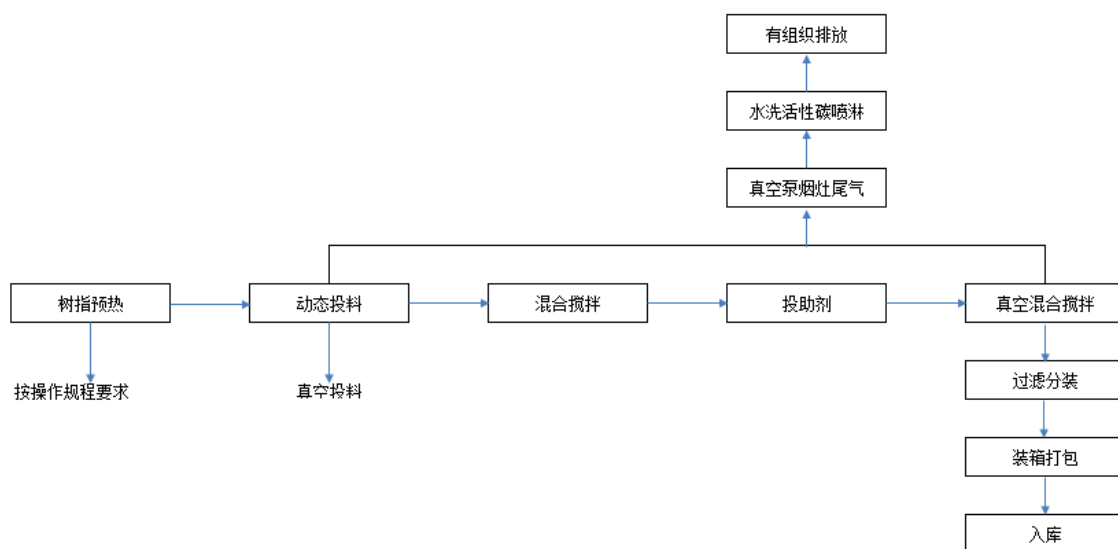 有组织排放
水洗活性碳喷淋
真空泵烟灶尾气
树指预热
动态投料
混合搅拌
投助剂
真空混合搅拌
按操作规程要求
真空投料
过滤分装
装箱打包
入库